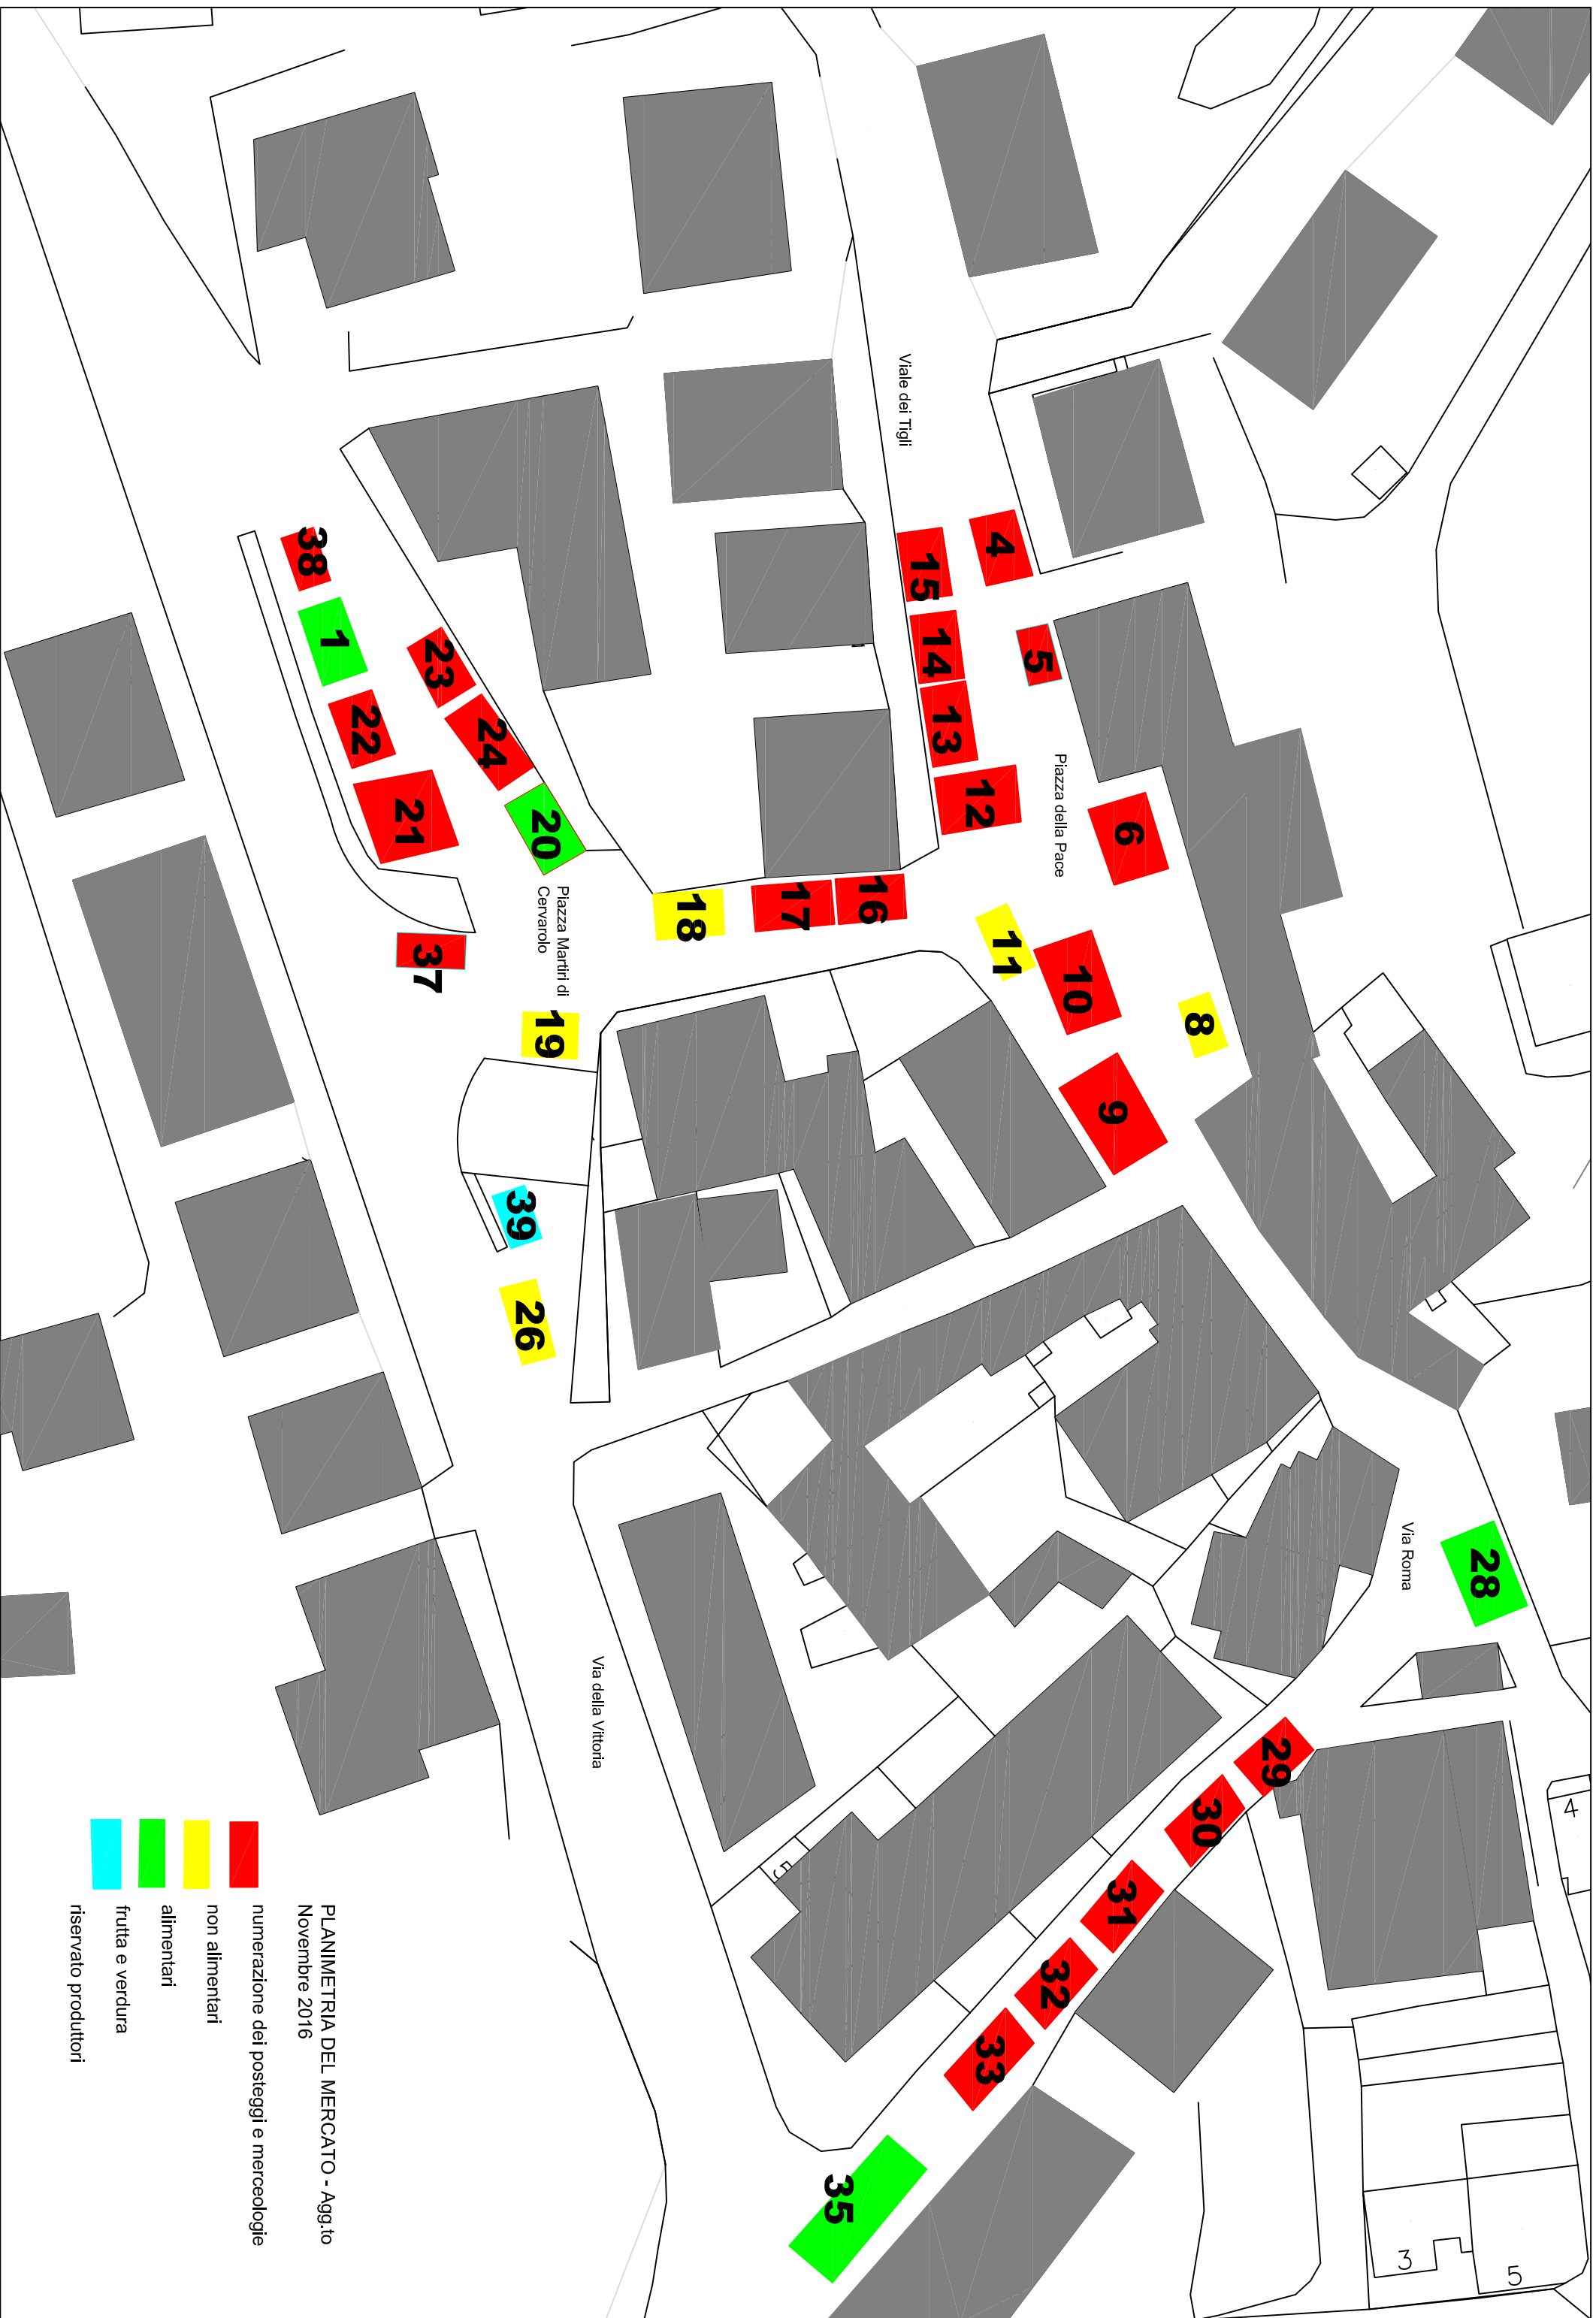 Viale dei Tigli
Piazza della Pace
Piazza Martiri di
Cervarolo
Via Roma
Via della Vittoria
4
15
5
14
13
12
6
38
1
23
22
24
21
20
18
17
16
11
10
8
37
19
9
39
26
28
29
30
31
32
33
35
4
5
3
5
PLANIMETRIA DEL MERCATO - Agg.to
Novembre 2016
numerazione dei posteggi e merceologie
non alimentari
alimentari
frutta e verdura
riservato produttori